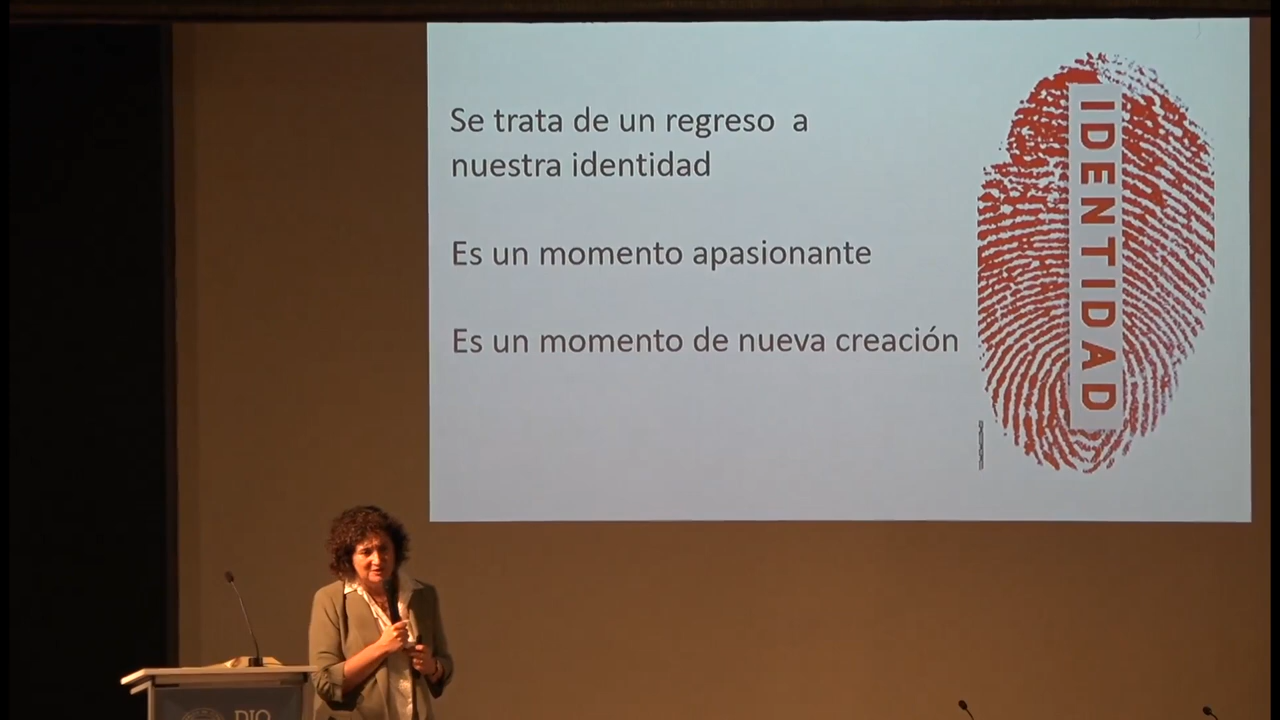 Se trata de un regreso a
nuestra identidad
Es un momento apasionante
Es un momento de nueva creación
IDENTIDAD
DIO